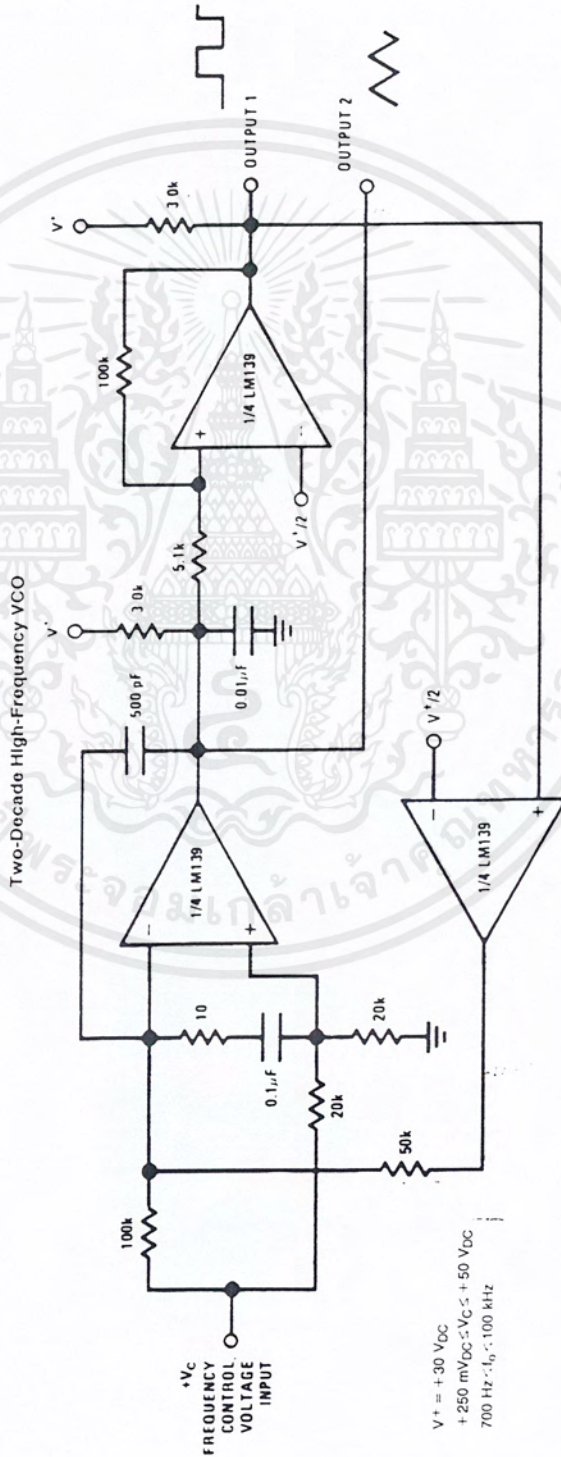 Two-Decade High-Frequency VCO
+VC
FREQUENCY
CONTROL
VOLTAGE
INPUT
100k
20k
50k
10
0.1µF
20k
500 pF
1/4 LM139
-
+
V+
3.0k
0.01µF
5.1k
V+/2
100k
1/4 LM139
+
-
V+
3.0k
OUTPUT 1
OUTPUT 2
V+/2
1/4 LM139
-
+
V+ = +30 VDC
+250 mVDC ≤ VC ≤ +50 VDC
700 Hz ≤ fo ≤ 100 kHz